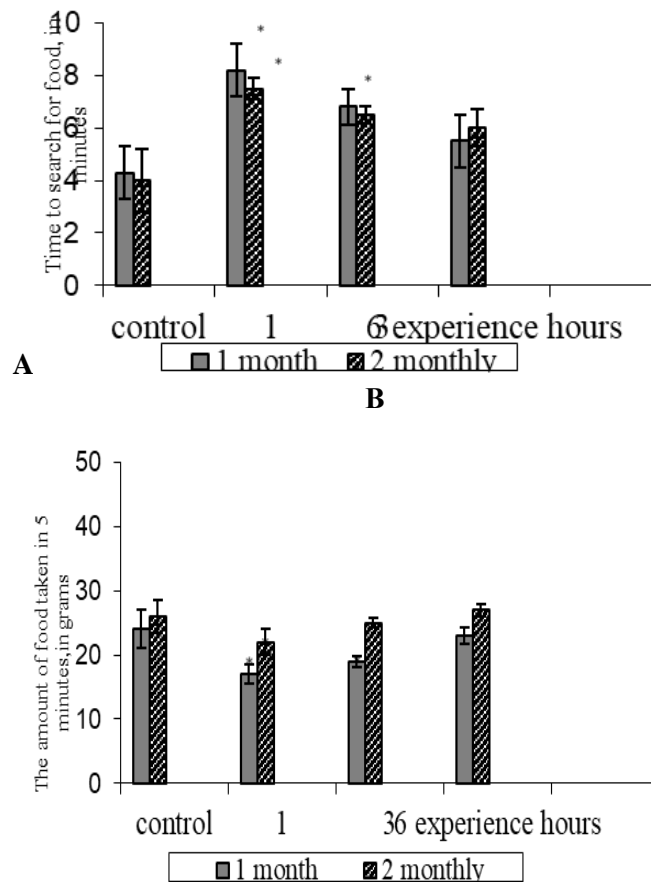 Time to search for food, in
minutes
10
8
6
4
2
0
*
*
*
control 1 63 experience hours
1 month 2 monthly
A
B
The amount of food taken in 5
minutes,in grams
50
40
30
20
10
0
*
control 1 36 experience hours
1 month 2 monthly